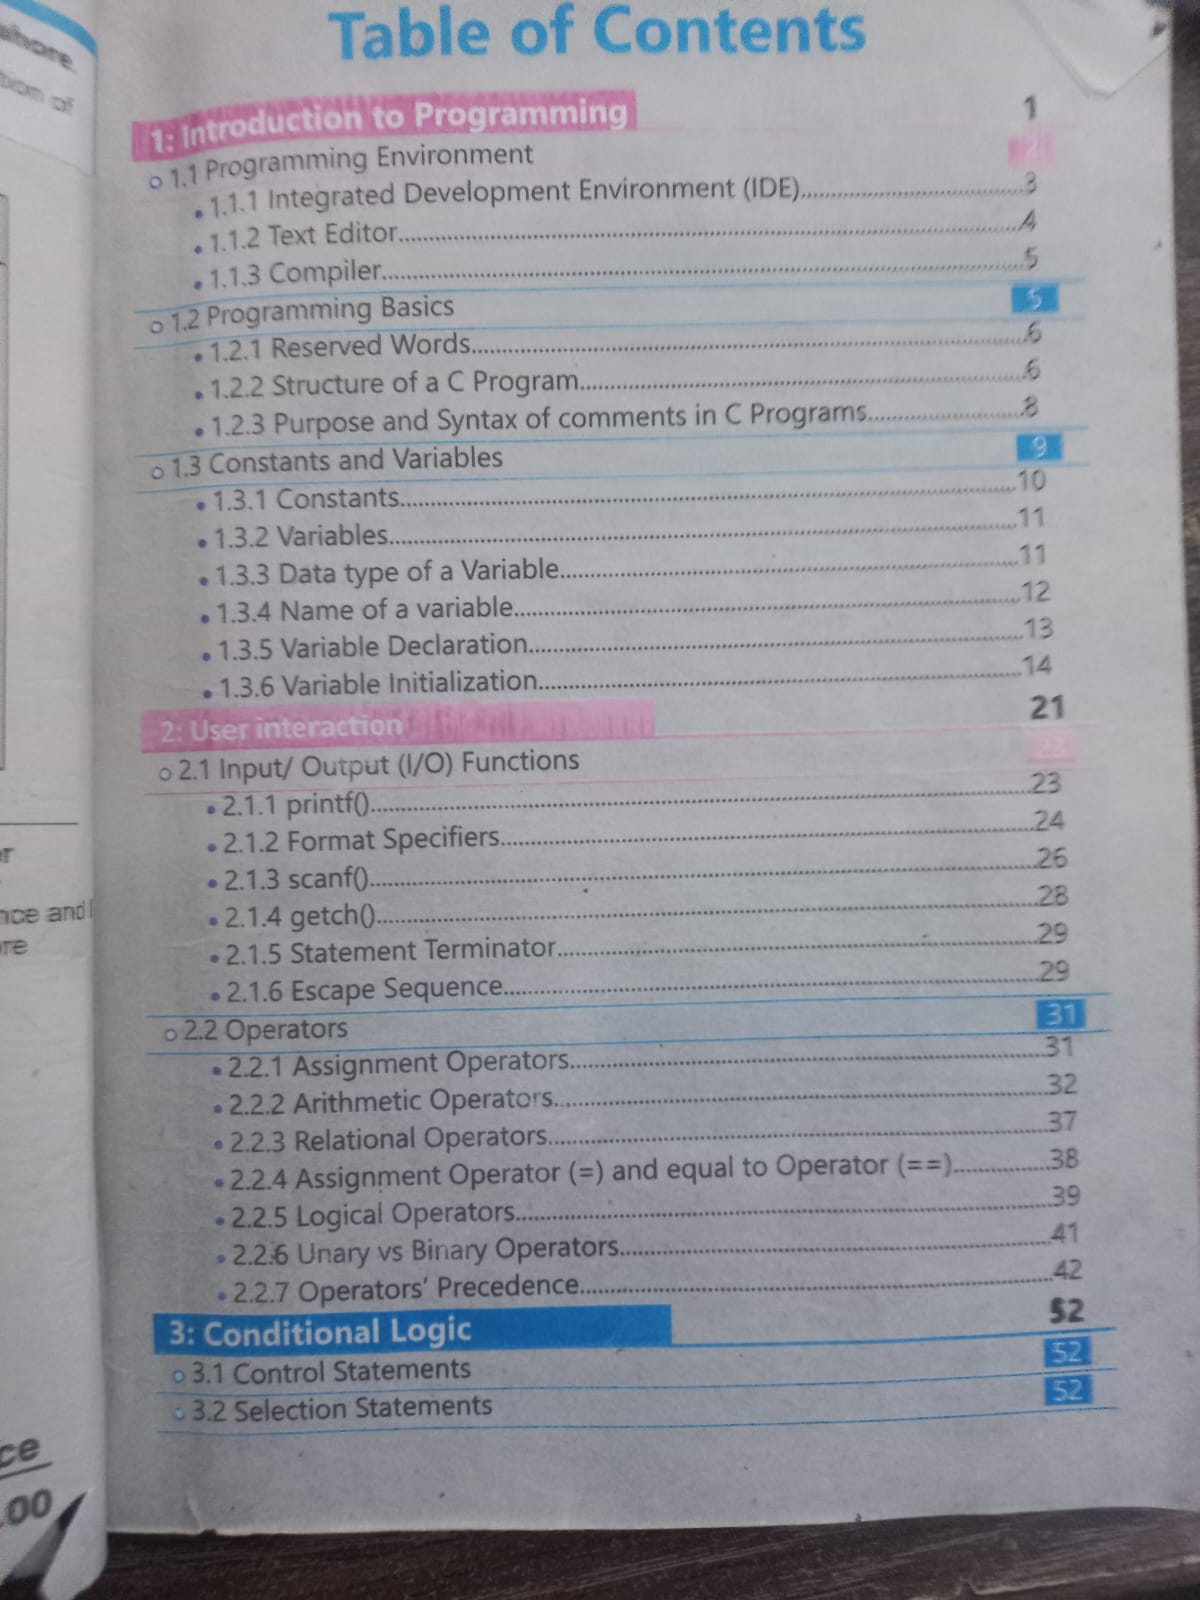 Table of Contents
1: Introduction to Programming 1
1.1 Programming Environment 2
1.1.1 Integrated Development Environment (IDE) 3
1.1.2 Text Editor 4
1.1.3 Compiler 5
1.2 Programming Basics 5
1.2.1 Reserved Words 6
1.2.2 Structure of a C Program 6
1.2.3 Purpose and Syntax of comments in C Programs 8
1.3 Constants and Variables 9
1.3.1 Constants 10
1.3.2 Variables 11
1.3.3 Data type of a Variable 11
1.3.4 Name of a variable 12
1.3.5 Variable Declaration 13
1.3.6 Variable Initialization 14
2: User interaction 21
2.1 Input/ Output (I/O) Functions
2.1.1 printf() 23
2.1.2 Format Specifiers 24
2.1.3 scanf() 26
2.1.4 getch() 28
2.1.5 Statement Terminator 29
2.1.6 Escape Sequence 29
2.2 Operators 31
2.2.1 Assignment Operators 31
2.2.2 Arithmetic Operators 32
2.2.3 Relational Operators 37
2.2.4 Assignment Operator (=) and equal to Operator (==) 38
2.2.5 Logical Operators 39
2.2.6 Unary vs Binary Operators 41
2.2.7 Operators' Precedence 42
3: Conditional Logic 52
3.1 Control Statements 52
3.2 Selection Statements 52